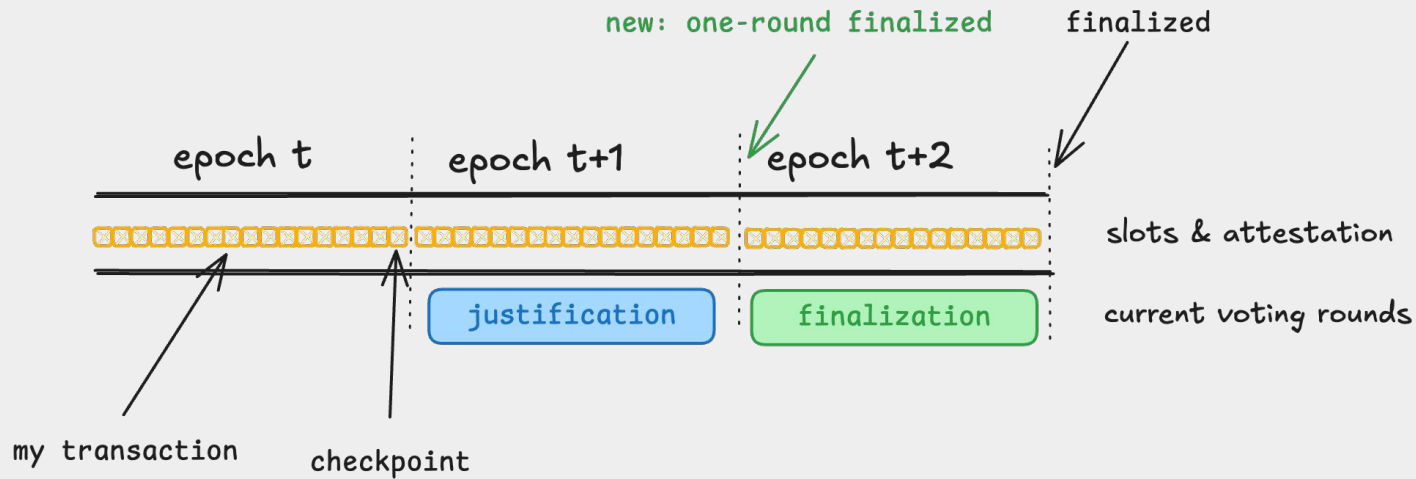 new: one-round finalized
finalized
epoch t
epoch t+1
epoch t+2
slots & attestation
justification
finalization
current voting rounds
my transaction
checkpoint